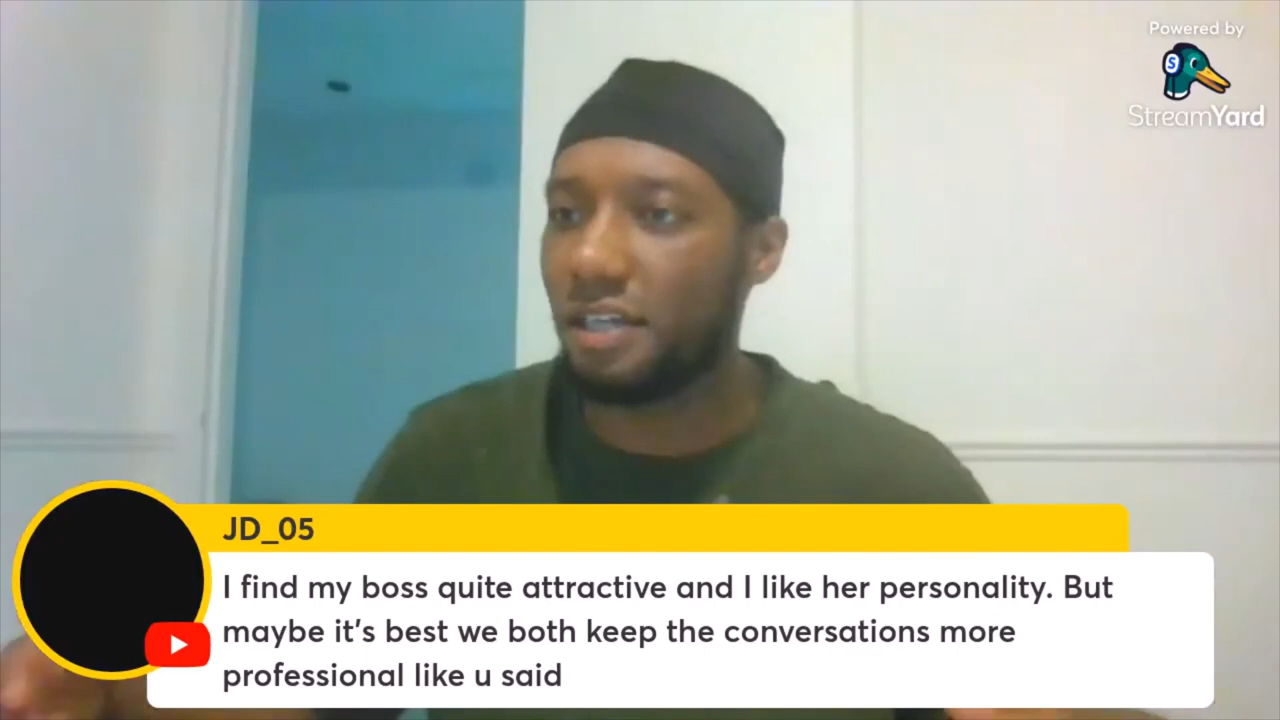 Powered by
StreamYard
JD_05
I find my boss quite attractive and I like her personality. But
maybe it's best we both keep the conversations more
professional like u said